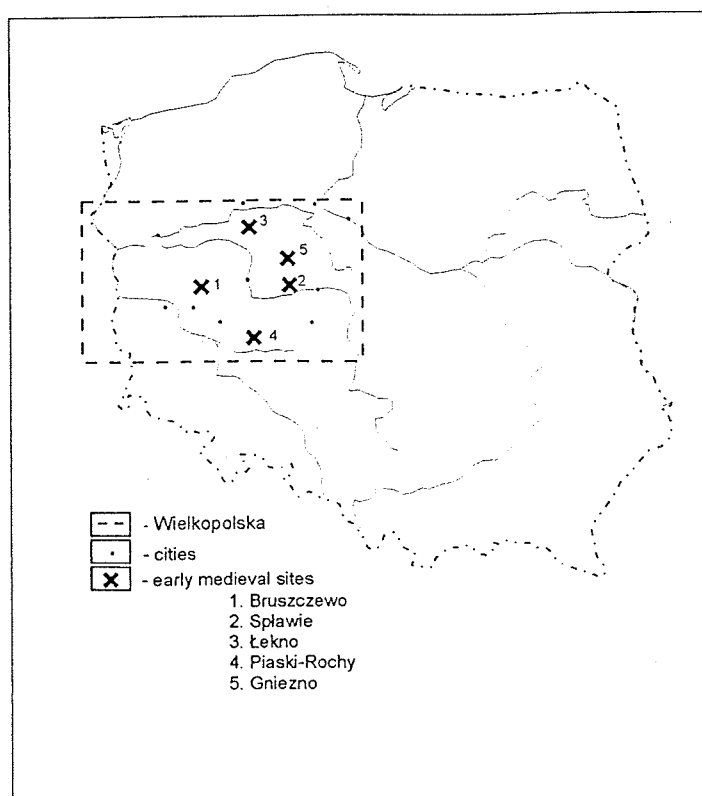 3
5
1
2
4
- Wielkopolska
- cities
- early medieval sites
1. Bruszczewo
2. Spławie
3. Łekno
4. Piaski-Rochy
5. Gniezno